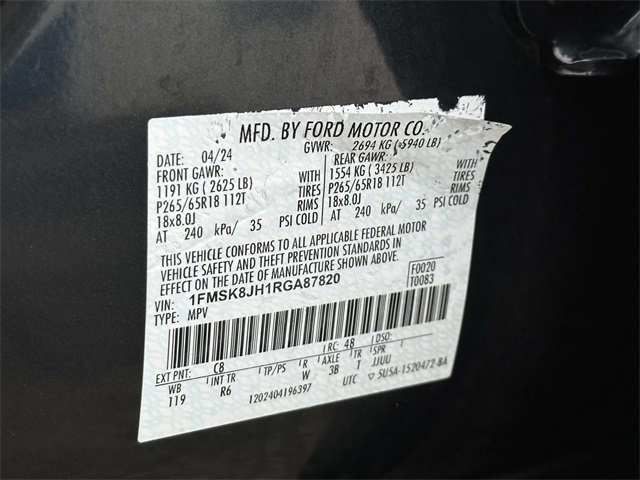 MFD. BY FORD MOTOR CO.
DATE: 04/24 GVWR: 2694 KG (5940 LB)
FRONT GAWR: REAR GAWR:
1191 KG (2625 LB) WITH 1554 KG (3425 LB) WITH
P265/65R18 112T TIRES P265/65R18 112T TIRES
18x8.0J RIMS 18x8.0J RIMS
AT 240 kPa/ 35 PSI COLD AT 240 kPa/ 35 PSI COLD
THIS VEHICLE CONFORMS TO ALL APPLICABLE FEDERAL MOTOR
VEHICLE SAFETY AND THEFT PREVENTION STANDARDS IN
EFFECT ON THE DATE OF MANUFACTURE SHOWN ABOVE.
VIN: 1FMSK8JH1RGA87820 F0020
TYPE: MPV T0083
EXT PNT: C8 RC: 48 DSO:
WB INT TR TP/PS R AXLE TR SPR
119 R6 W 3B T JJUU
1202404196397 UTC ▽ 5USA-1520472-BA